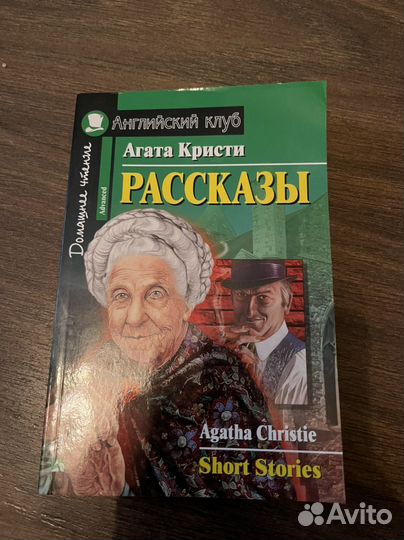 Английский клуб
Домашнее чтение
Advanced
Агата Кристи
РАССКАЗЫ
Agatha Christie
Short Stories
Avito